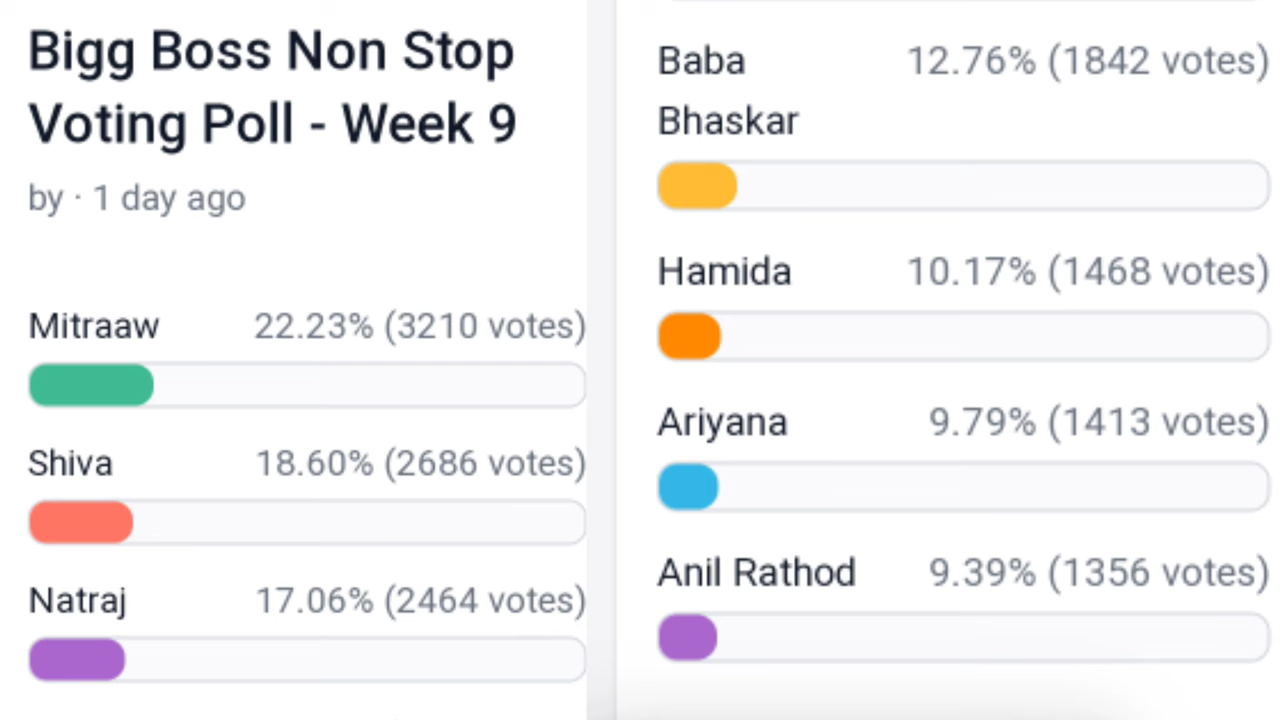 Bigg Boss Non Stop
Voting Poll - Week 9
by · 1 day ago
Mitraaw 22.23% (3210 votes)
Shiva 18.60% (2686 votes)
Natraj 17.06% (2464 votes)
Baba 12.76% (1842 votes)
Bhaskar
Hamida 10.17% (1468 votes)
Ariyana 9.79% (1413 votes)
Anil Rathod 9.39% (1356 votes)